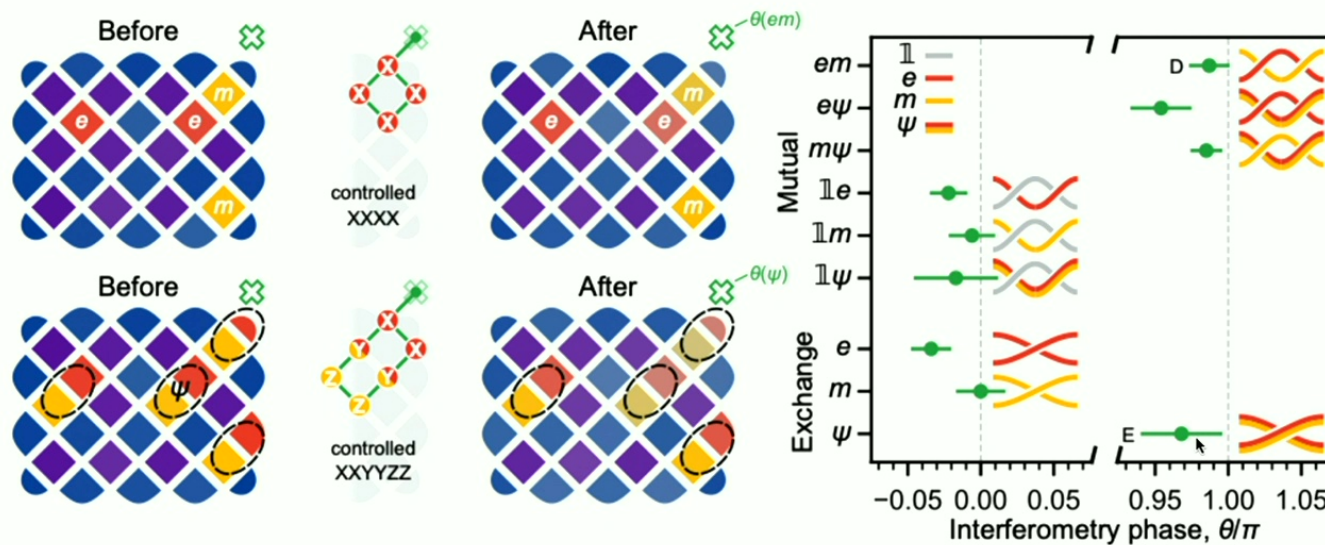 Before
After
θ(em)
m
e
e
m
X
X
X
X
controlled
XXXX
m
e
e
m
Before
After
θ(ψ)
ψ
X
Y
X
Z
Y
Z
controlled
XXYYZZ
𝟙
e
m
ψ
Mutual
em
D
eψ
mψ
𝟙e
𝟙m
𝟙ψ
Exchange
e
m
ψ
E
−0.05 0.00 0.05 0.95 1.00 1.05
Interferometry phase, θ/π